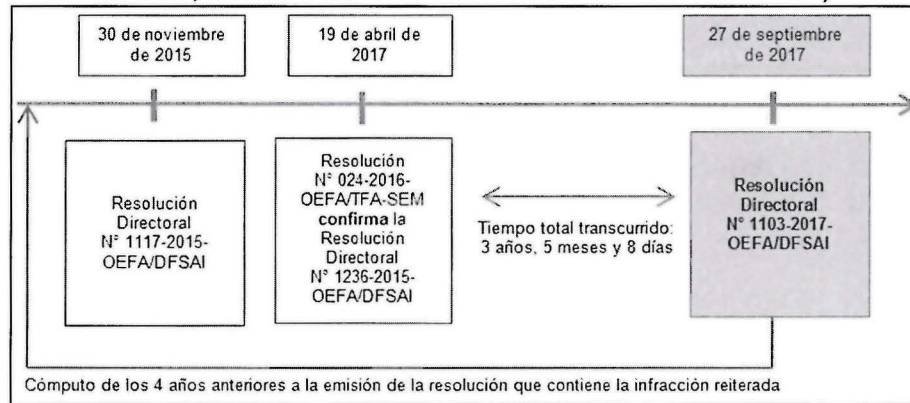 30 de noviembre
de 2015
19 de abril de
2017
27 de septiembre
de 2017
Resolución
Directoral
N° 1117-2015-
OEFA/DFSAI
Resolución
N° 024-2016-
OEFA/TFA-SEM
confirma la
Resolución
Directoral
N° 1236-2015-
OEFA/DFSAI
Tiempo total transcurrido:
3 años, 5 meses y 8 días
Resolución
Directoral
N° 1103-2017-
OEFA/DFSAI
Cómputo de los 4 años anteriores a la emisión de la resolución que contiene la infracción reiterada